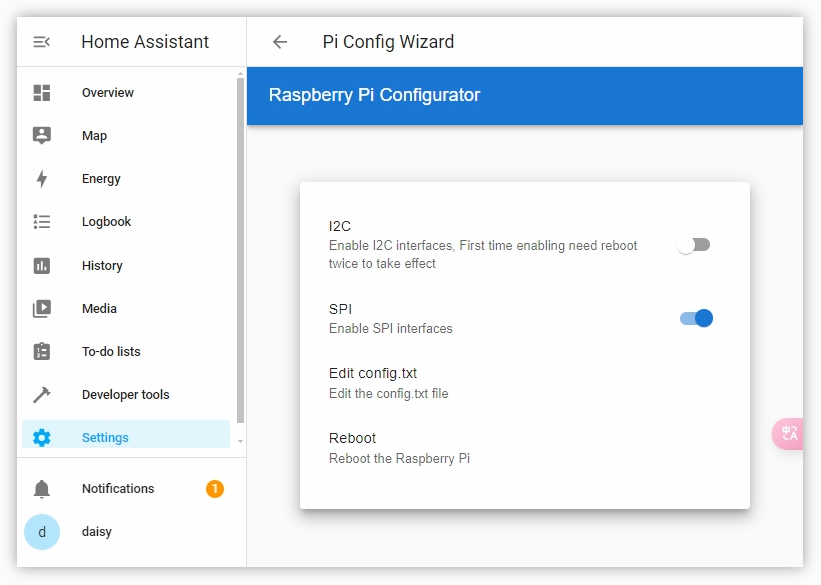 Home Assistant
Pi Config Wizard
Overview
Map
Energy
Logbook
History
Media
To-do lists
Developer tools
Settings
Notifications
1
d
daisy
Raspberry Pi Configurator
I2C
Enable I2C interfaces, First time enabling need reboot
twice to take effect
SPI
Enable SPI interfaces
Edit config.txt
Edit the config.txt file
Reboot
Reboot the Raspberry Pi
中
A